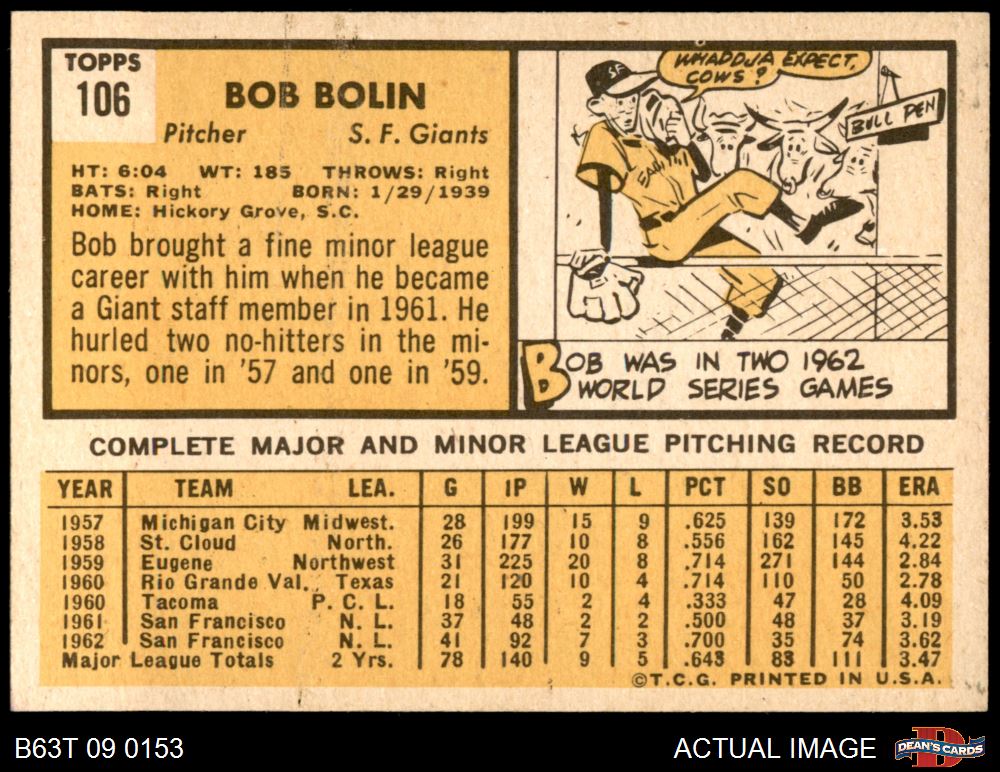 TOPPS
106
BOB BOLIN
Pitcher S. F. Giants
HT: 6:04 WT: 185 THROWS: Right
BATS: Right BORN: 1/29/1939
HOME: Hickory Grove, S.C.
Bob brought a fine minor league
career with him when he became
a Giant staff member in 1961. He
hurled two no-hitters in the mi-
nors, one in '57 and one in '59.
WHADDJA EXPECT,
COWS?
SF
BULL PEN
BOB WAS IN TWO 1962
WORLD SERIES GAMES
COMPLETE MAJOR AND MINOR LEAGUE PITCHING RECORD
YEAR TEAM LEA. G IP W L PCT SO BB ERA
1957 Michigan City Midwest. 28 199 15 9 .625 139 172 3.53
1958 St. Cloud North. 26 177 10 8 .556 162 145 4.22
1959 Eugene Northwest 31 225 20 8 .714 271 144 2.84
1960 Rio Grande Val. Texas 21 120 10 4 .714 110 50 2.78
1960 Tacoma P. C. L. 18 55 2 4 .333 47 28 4.09
1961 San Francisco N. L. 37 48 2 2 .500 48 37 3.19
1962 San Francisco N. L. 41 92 7 3 .700 35 74 3.62
Major League Totals 2 Yrs. 78 140 9 5 .643 83 111 3.47
©T.C.G. PRINTED IN U.S.A.
B63T 09 0153 ACTUAL IMAGE
DEAN'S CARDS